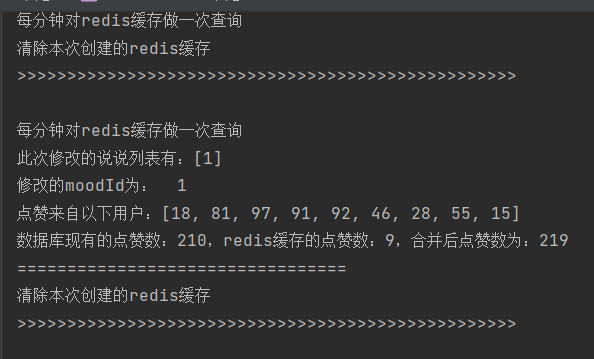 每分钟对redis缓存做一次查询
清除本次创建的redis缓存
>>>>>>>>>>>>>>>>>>>>>>>>>>>>>>>>>>>>>>>>>>>>>>>>>>
每分钟对redis缓存做一次查询
此次修改的说说列表有：[1]
修改的moodId为：  1
点赞来自以下用户：[18, 81, 97, 91, 92, 46, 28, 55, 15]
数据库现有的点赞数：210，redis缓存的点赞数：9，合并后点赞数为：219
=================================
清除本次创建的redis缓存
>>>>>>>>>>>>>>>>>>>>>>>>>>>>>>>>>>>>>>>>>>>>>>>>>>